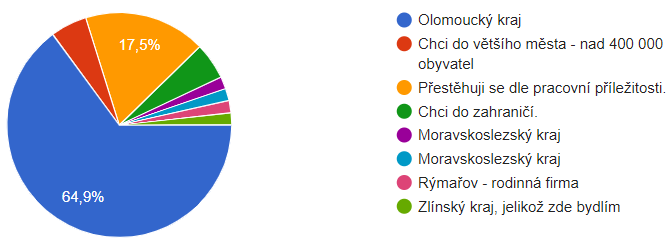 17,5%
64,9%
Olomoucký kraj
Chci do většího města - nad 400 000
obyvatel
Přestěhuji se dle pracovní příležitosti.
Chci do zahraničí.
Moravskoslezský kraj
Moravskoslezský kraj
Rýmařov - rodinná firma
Zlínský kraj, jelikož zde bydlím